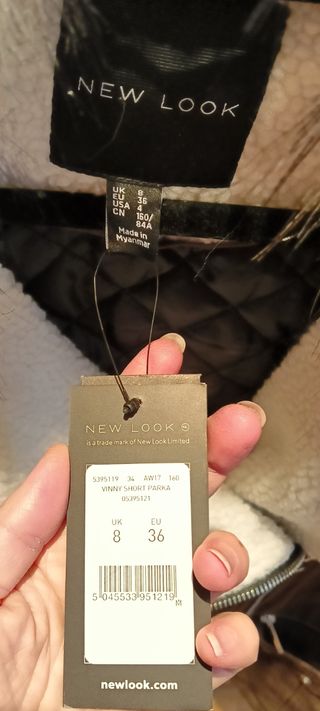 NEW LOOK
UK 8
EU 36
USA 4
CN 160/
84A
Made in
Myanmar
NEW LOOK
is a trade mark of New Look Limited
5395119 34 AW17 160
VINNY SHORT PARKA
05395121
UK EU
8 36
5 045533 951219
newlook.com